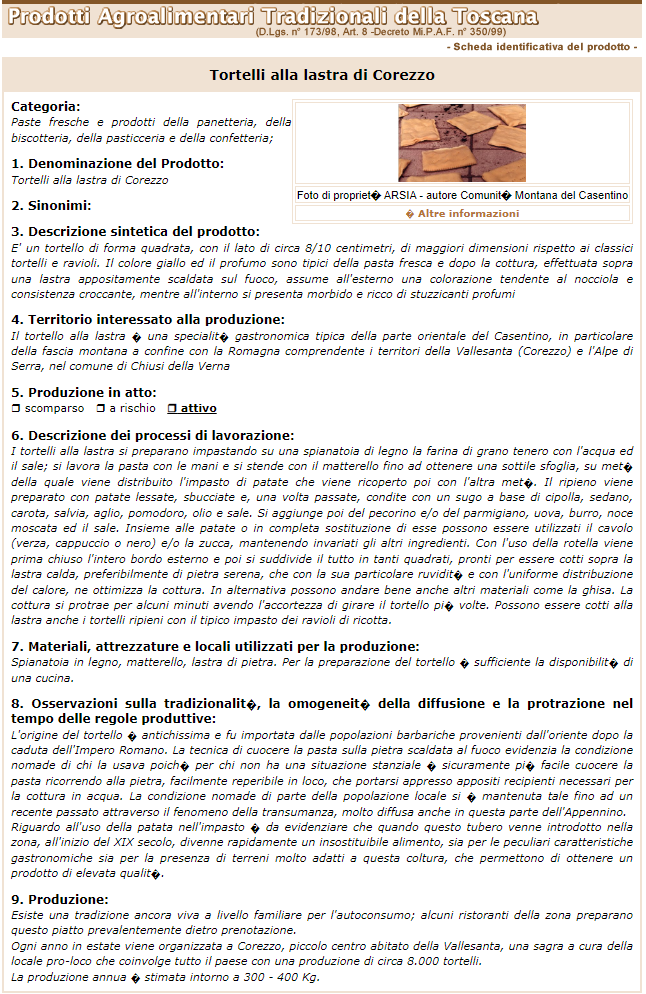 Prodotti Agroalimentari Tradizionali della Toscana
(D.Lgs. n° 173/98, Art. 8 -Decreto Mi.P.A.F. n° 350/99)
- Scheda identificativa del prodotto -
Tortelli alla lastra di Corezzo
Categoria:
Paste fresche e prodotti della panetteria, della
biscotteria, della pasticceria e della confetteria;
Foto di propriet� ARSIA - autore Comunit� Montana del Casentino
� Altre informazioni
1. Denominazione del Prodotto:
Tortelli alla lastra di Corezzo
2. Sinonimi:
3. Descrizione sintetica del prodotto:
E' un tortello di forma quadrata, con il lato di circa 8/10 centimetri, di maggiori dimensioni rispetto ai classici
tortelli e ravioli. Il colore giallo ed il profumo sono tipici della pasta fresca e dopo la cottura, effettuata sopra
una lastra appositamente scaldata sul fuoco, assume all'esterno una colorazione tendente al nocciola e
consistenza croccante, mentre all'interno si presenta morbido e ricco di stuzzicanti profumi
4. Territorio interessato alla produzione:
Il tortello alla lastra � una specialit� gastronomica tipica della parte orientale del Casentino, in particolare
della fascia montana a confine con la Romagna comprendente i territori della Vallesanta (Corezzo) e l'Alpe di
Serra, nel comune di Chiusi della Verna
5. Produzione in atto:
❒ scomparso ❒ a rischio ❒ attivo
6. Descrizione dei processi di lavorazione:
I tortelli alla lastra si preparano impastando su una spianatoia di legno la farina di grano tenero con l'acqua ed
il sale; si lavora la pasta con le mani e si stende con il matterello fino ad ottenere una sottile sfoglia, su met�
della quale viene distribuito l'impasto di patate che viene ricoperto poi con l'altra met�. Il ripieno viene
preparato con patate lessate, sbucciate e, una volta passate, condite con un sugo a base di cipolla, sedano,
carota, salvia, aglio, pomodoro, olio e sale. Si aggiunge poi del pecorino e/o del parmigiano, uova, burro, noce
moscata ed il sale. Insieme alle patate o in completa sostituzione di esse possono essere utilizzati il cavolo
(verza, cappuccio o nero) e/o la zucca, mantenendo invariati gli altri ingredienti. Con l'uso della rotella viene
prima chiuso l'intero bordo esterno e poi si suddivide il tutto in tanti quadrati, pronti per essere cotti sopra la
lastra calda, preferibilmente di pietra serena, che con la sua particolare ruvidit� e con l'uniforme distribuzione
del calore, ne ottimizza la cottura. In alternativa possono andare bene anche altri materiali come la ghisa. La
cottura si protrae per alcuni minuti avendo l'accortezza di girare il tortello pi� volte. Possono essere cotti alla
lastra anche i tortelli ripieni con il tipico impasto dei ravioli di ricotta.
7. Materiali, attrezzature e locali utilizzati per la produzione:
Spianatoia in legno, matterello, lastra di pietra. Per la preparazione del tortello � sufficiente la disponibilit� di
una cucina.
8. Osservazioni sulla tradizionalit�, la omogeneit� della diffusione e la protrazione nel
tempo delle regole produttive:
L'origine del tortello � antichissima e fu importata dalle popolazioni barbariche provenienti dall'oriente dopo la
caduta dell'Impero Romano. La tecnica di cuocere la pasta sulla pietra scaldata al fuoco evidenzia la condizione
nomade di chi la usava poich� per chi non ha una situazione stanziale � sicuramente pi� facile cuocere la
pasta ricorrendo alla pietra, facilmente reperibile in loco, che portarsi appresso appositi recipienti necessari per
la cottura in acqua. La condizione nomade di parte della popolazione locale si � mantenuta tale fino ad un
recente passato attraverso il fenomeno della transumanza, molto diffusa anche in questa parte dell'Appennino.
Riguardo all'uso della patata nell'impasto � da evidenziare che quando questo tubero venne introdotto nella
zona, all'inizio del XIX secolo, divenne rapidamente un insostituibile alimento, sia per le peculiari caratteristiche
gastronomiche sia per la presenza di terreni molto adatti a questa coltura, che permettono di ottenere un
prodotto di elevata qualit�.
9. Produzione:
Esiste una tradizione ancora viva a livello familiare per l'autoconsumo; alcuni ristoranti della zona preparano
questo piatto prevalentemente dietro prenotazione.
Ogni anno in estate viene organizzata a Corezzo, piccolo centro abitato della Vallesanta, una sagra a cura della
locale pro-loco che coinvolge tutto il paese con una produzione di circa 8.000 tortelli.
La produzione annua � stimata intorno a 300 - 400 Kg.